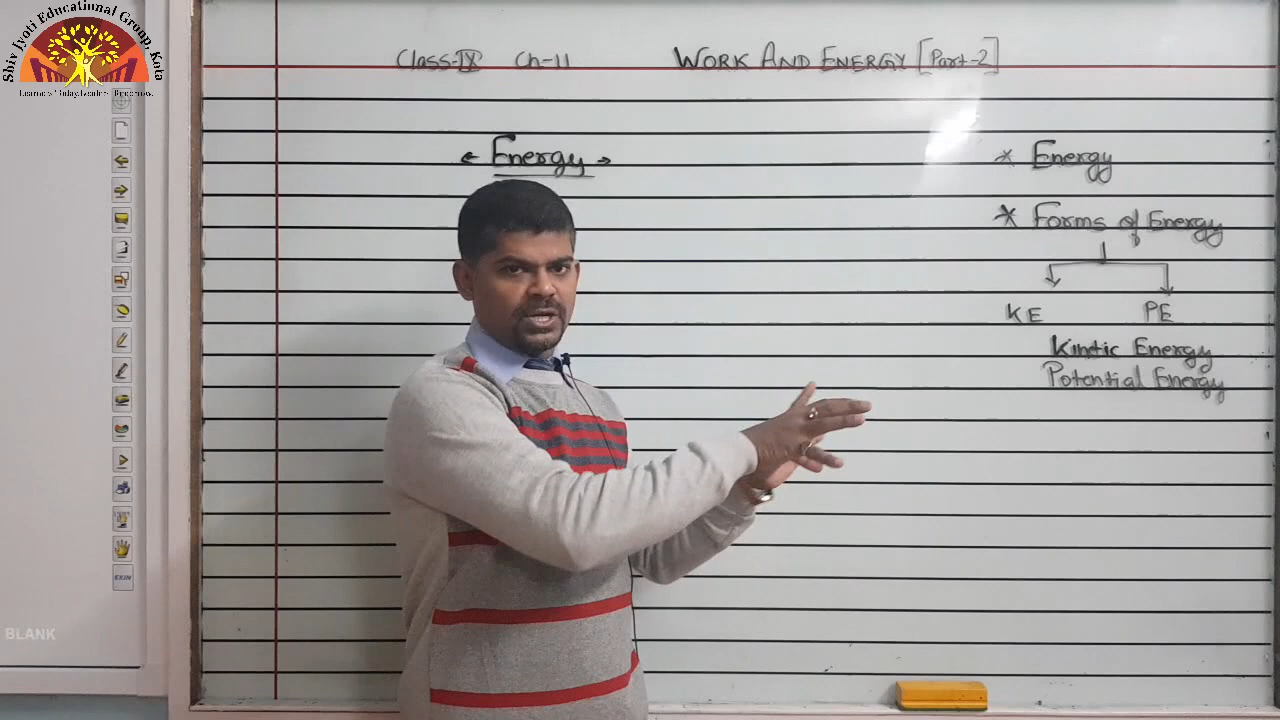 Shiv Jyoti Educational Group, Kota
Class-IX Ch-11 WORK AND ENERGY [Part-2]
← Energy →
* Energy
* Forms of Energy
KE PE
Kinetic Energy
Potential Energy
EXIN
BLANK